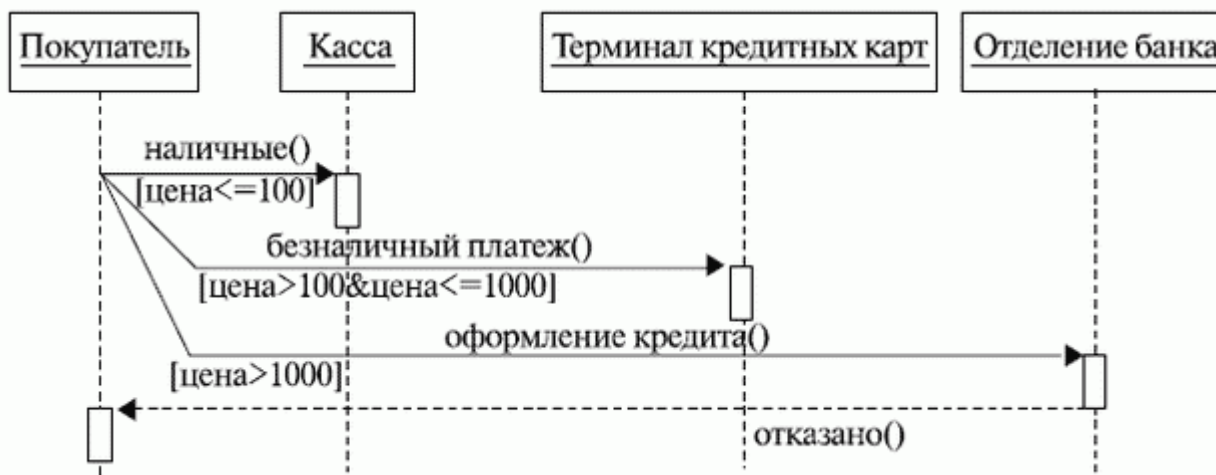 Покупатель
Касса
Терминал кредитных карт
Отделение банка
наличные()
[цена<=100]
безналичный платеж()
[цена>100&цена<=1000]
оформление кредита()
[цена>1000]
отказано()